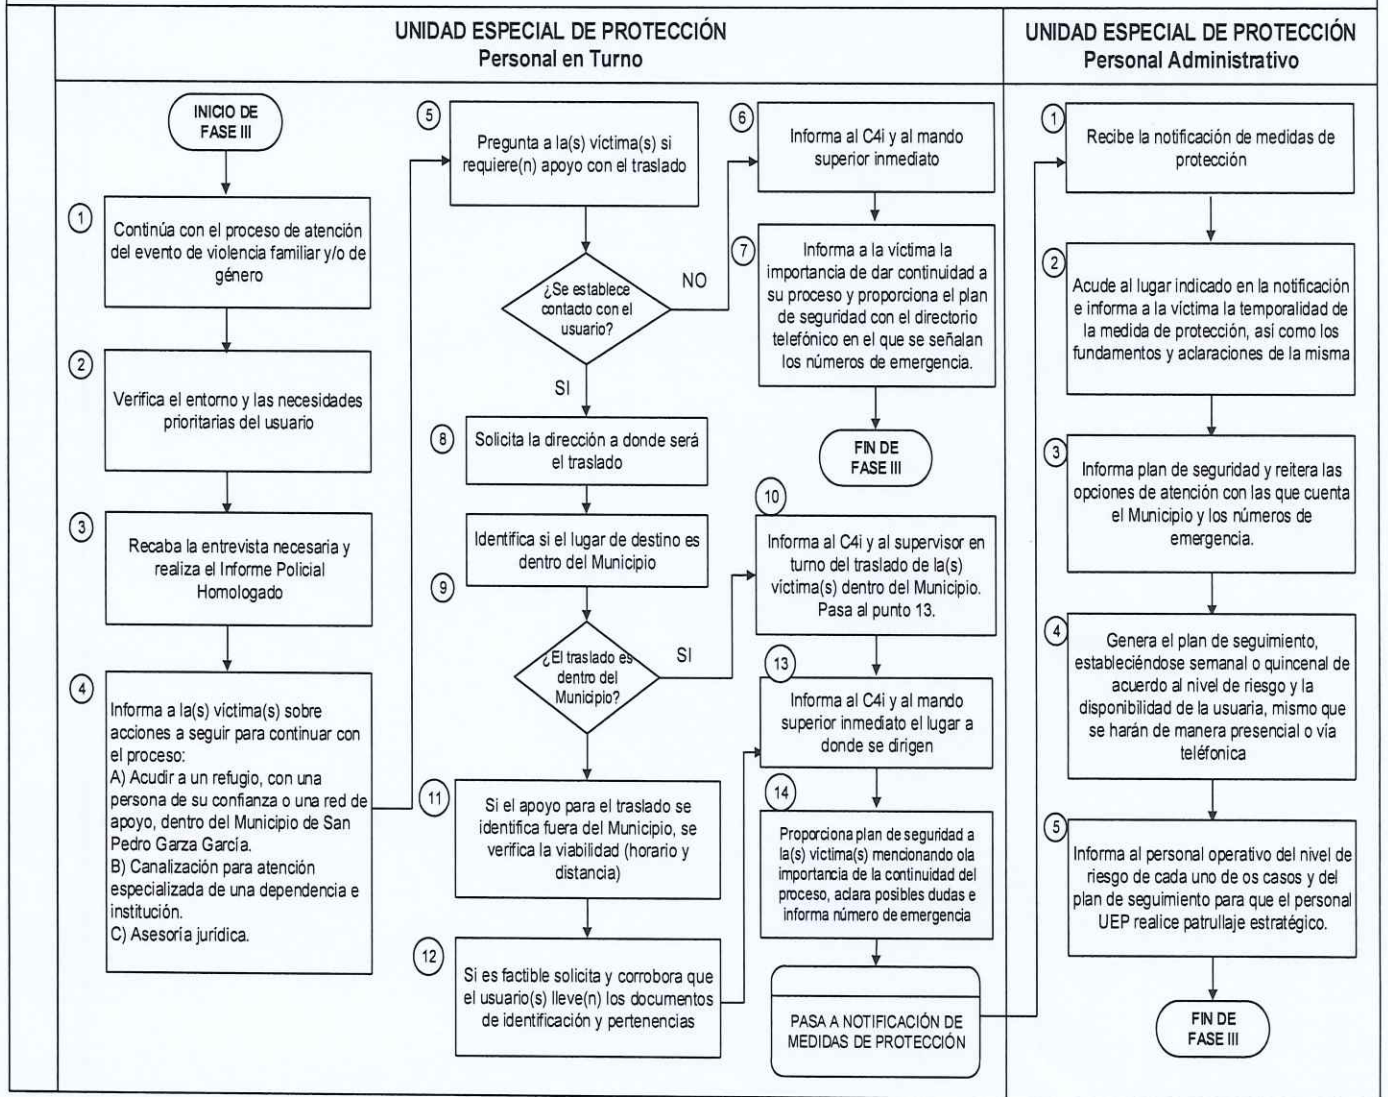 UNIDAD ESPECIAL DE PROTECCIÓN
Personal en Turno
UNIDAD ESPECIAL DE PROTECCIÓN
Personal Administrativo
INICIO DE
FASE III
1
Continúa con el proceso de atención
del evento de violencia familiar y/o de
género
2
Verifica el entorno y las necesidades
prioritarias del usuario
3
Recaba la entrevista necesaria y
realiza el Informe Policial
Homologado
4
Informa a la(s) víctima(s) sobre
acciones a seguir para continuar con
el proceso:
A) Acudir a un refugio, con una
persona de su confianza o una red de
apoyo, dentro del Municipio de San
Pedro Garza García.
B) Canalización para atención
especializada de una dependencia e
institución.
C) Asesoría jurídica.
5
Pregunta a la(s) víctima(s) si
requiere(n) apoyo con el traslado
¿Se establece
contacto con el
usuario?
NO
SI
6
Informa al C4i y al mando
superior inmediato
7
Informa a la víctima la
importancia de dar continuidad a
su proceso y proporciona el plan
de seguridad con el directorio
telefónico en el que se señalan
los números de emergencia.
FIN DE
FASE III
8
Solicita la dirección a donde será
el traslado
Identifica si el lugar de destino es
dentro del Municipio
9
¿El traslado es
dentro del
Municipio?
SI
10
Informa al C4i y al supervisor en
turno del traslado de la(s)
víctima(s) dentro del Municipio.
Pasa al punto 13.
11
Si el apoyo para el traslado se
identifica fuera del Municipio, se
verifica la viabilidad (horario y
distancia)
12
Si es factible solicita y corrobora que
el usuario(s) lleve(n) los documentos
de identificación y pertenencias
13
Informa al C4i y al mando
superior inmediato el lugar a
donde se dirigen
14
Proporciona plan de seguridad a
la(s) víctima(s) mencionando ola
importancia de la continuidad del
proceso, aclara posibles dudas e
informa número de emergencia
PASA A NOTIFICACIÓN DE
MEDIDAS DE PROTECCIÓN
1
Recibe la notificación de medidas de
protección
2
Acude al lugar indicado en la notificación
e informa a la víctima la temporalidad de
la medida de protección, así como los
fundamentos y aclaraciones de la misma
3
Informa plan de seguridad y reitera las
opciones de atención con las que cuenta
el Municipio y los números de
emergencia.
4
Genera el plan de seguimiento,
estableciéndose semanal o quincenal de
acuerdo al nivel de riesgo y la
disponibilidad de la usuaria, mismo que
se harán de manera presencial o vía
teléfonica
5
Informa al personal operativo del nivel de
riesgo de cada uno de os casos y del
plan de seguimiento para que el personal
UEP realice patrullaje estratégico.
FIN DE
FASE III